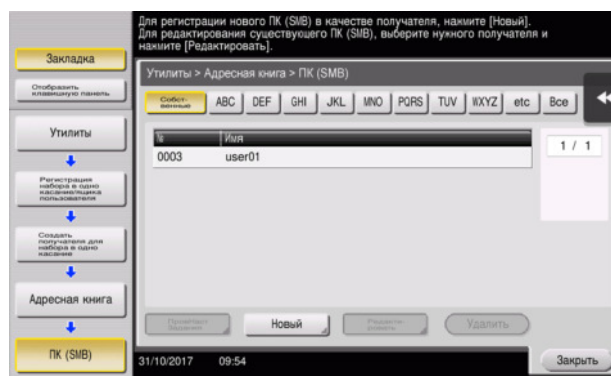 Для регистрации нового ПК (SMB) в качестве получателя, нажмите [Новый].
Для редактирования существующего ПК (SMB), выберите нужного получателя и
нажмите [Редактировать].
Закладка
Отобразить
клавишную панель
Утилиты
Регистрация
набора в одно
касание/ящика
пользователя
Создать
получателя для
набора в одно
касание
Адресная книга
ПК (SMB)
Утилиты > Адресная книга > ПК (SMB)
Собст-
венные
ABC
DEF
GHI
JKL
MNO
PQRS
TUV
WXYZ
etc
Все
№ Имя
0003 user01
1 / 1
Новый
Удалить
31/10/2017 09:54
Закрыть